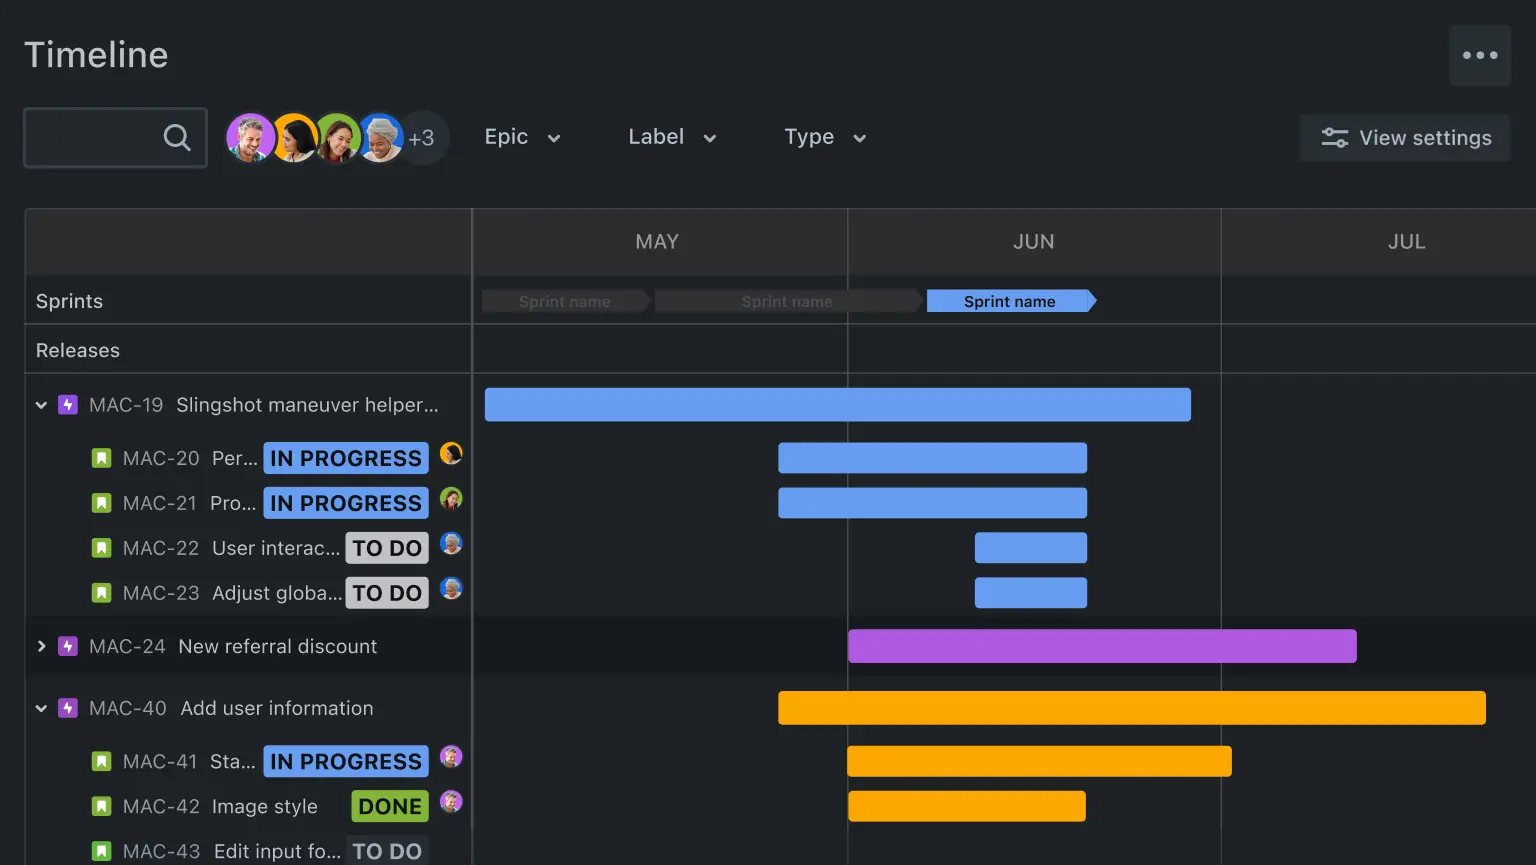 Timeline
+3
Epic
Label
Type
View settings
MAY
JUN
JUL
Sprints
Sprint name
Sprint name
Sprint name
Releases
MAC-19 Slingshot maneuver helper...
MAC-20 Per... IN PROGRESS
MAC-21 Pro... IN PROGRESS
MAC-22 User interac... TO DO
MAC-23 Adjust globa... TO DO
MAC-24 New referral discount
MAC-40 Add user information
MAC-41 Sta... IN PROGRESS
MAC-42 Image style DONE
MAC-43 Edit input fo... TO DO